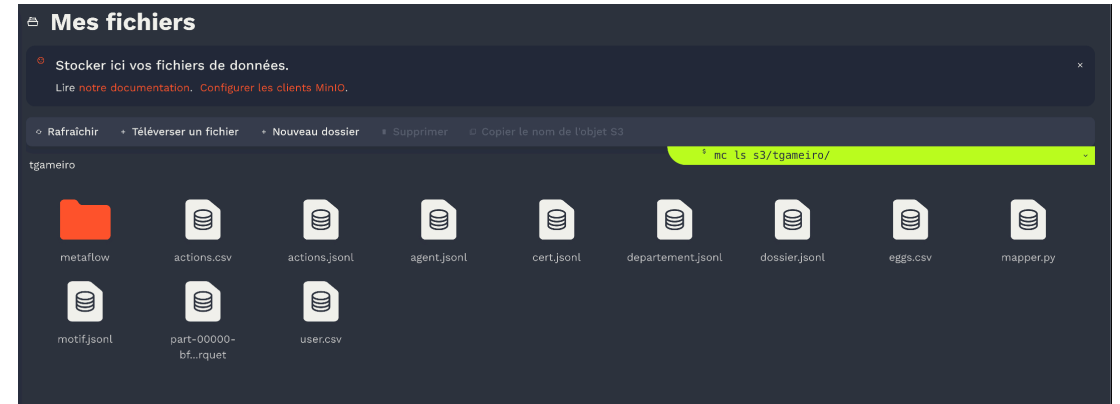 Mes fichiers
Stocker ici vos fichiers de données.
Lire notre documentation. Configurer les clients MinIO.
Rafraîchir + Téléverser un fichier + Nouveau dossier Supprimer Copier le nom de l'objet S3
$ mc ls s3/tgameiro/
tgameiro
metaflow actions.csv actions.jsonl agent.jsonl cert.jsonl departement.jsonl dossier.jsonl eggs.csv mapper.py
motif.jsonl part-00000- user.csv
bf...rquet